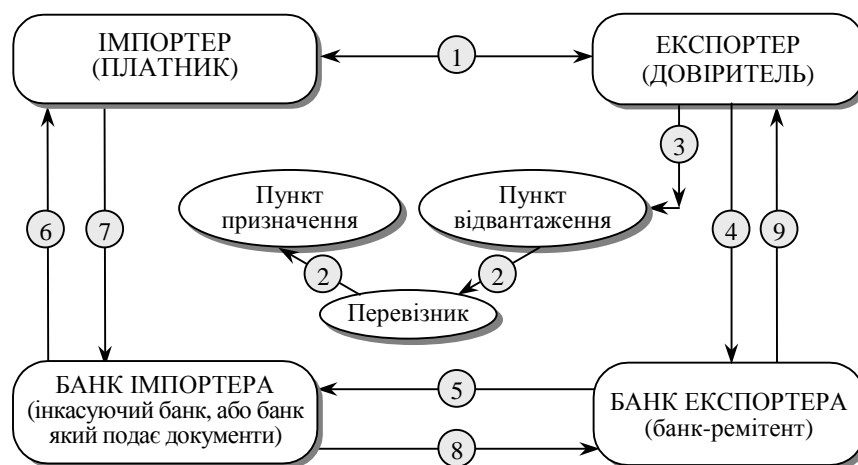 ІМПОРТЕР
(ПЛАТНИК)
1
ЕКСПОРТЕР
(ДОВІРИТЕЛЬ)
3
Пункт
призначення
Пункт
відвантаження
6
7
4
9
2
2
Перевізник
БАНК ІМПОРТЕРА
(інкасуючий банк, або банк
який подає документи)
5
8
БАНК ЕКСПОРТЕРА
(банк-ремітент)